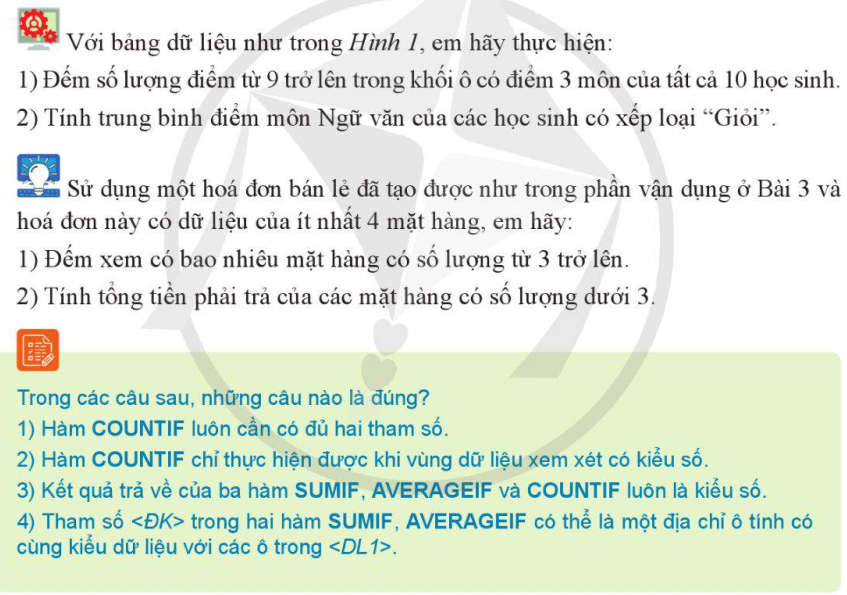 Với bảng dữ liệu như trong Hình 1, em hãy thực hiện:
1) Đếm số lượng điểm từ 9 trở lên trong khối ô có điểm 3 môn của tất cả 10 học sinh.
2) Tính trung bình điểm môn Ngữ văn của các học sinh có xếp loại “Giỏi”.
Sử dụng một hoá đơn bán lẻ đã tạo được như trong phần vận dụng ở Bài 3 và
hoá đơn này có dữ liệu của ít nhất 4 mặt hàng, em hãy:
1) Đếm xem có bao nhiêu mặt hàng có số lượng từ 3 trở lên.
2) Tính tổng tiền phải trả của các mặt hàng có số lượng dưới 3.
Trong các câu sau, những câu nào là đúng?
1) Hàm COUNTIF luôn cần có đủ hai tham số.
2) Hàm COUNTIF chỉ thực hiện được khi vùng dữ liệu xem xét có kiểu số.
3) Kết quả trả về của ba hàm SUMIF, AVERAGEIF và COUNTIF luôn là kiểu số.
4) Tham số <ĐK> trong hai hàm SUMIF, AVERAGEIF có thể là một địa chỉ ô tính có
cùng kiểu dữ liệu với các ô trong <DL1>.